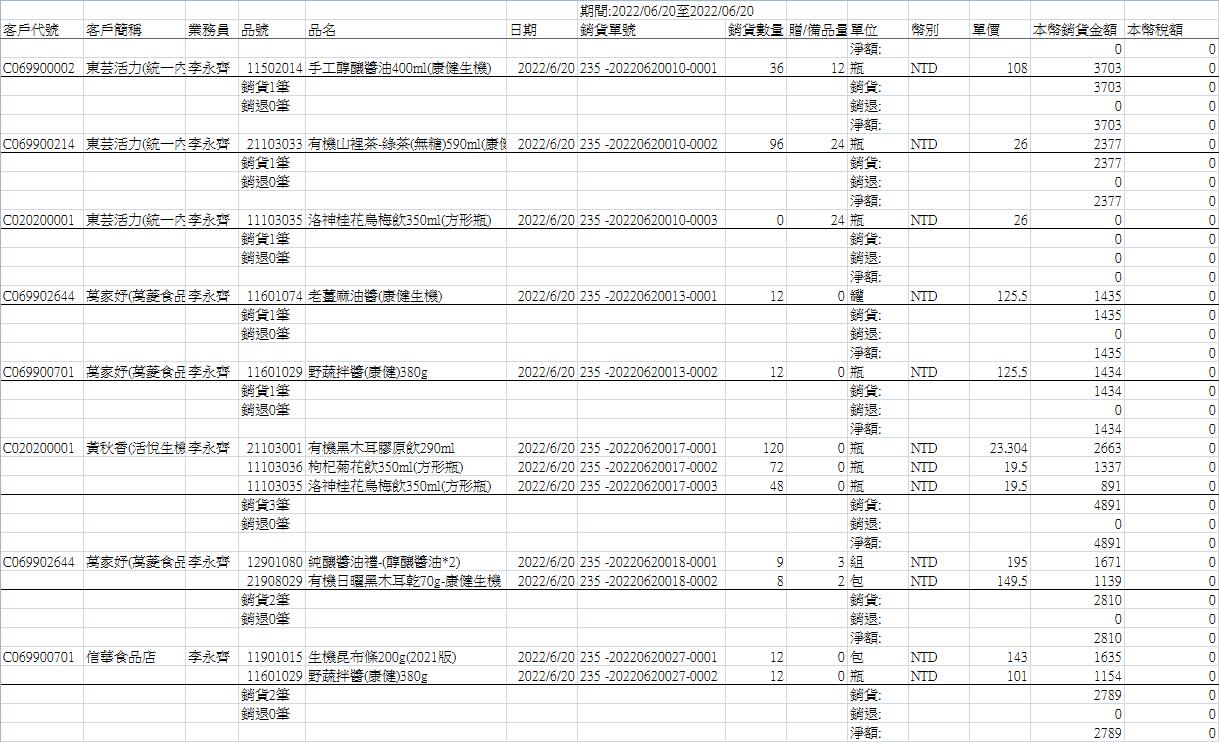 期間:2022/06/20至2022/06/20
客戶代號 客戶簡稱 業務員 品號 品名 日期 銷貨單號 銷貨數量 贈/備品量 單位 幣別 單價 本幣銷貨金額 本幣稅額
淨額: 0 0
C069900002 東芸活力(統一內 李永齊 11502014 手工醇釀醬油400ml(康健生機) 2022/6/20 235 -20220620010-0001 36 12 瓶 NTD 108 3703 0
銷貨1筆 銷貨: 3703 0
銷退0筆 銷退: 0 0
淨額: 3703 0
C069900214 東芸活力(統一內 李永齊 21103033 有機山裡茶-綠茶(無糖)590ml(康健 2022/6/20 235 -20220620010-0002 96 24 瓶 NTD 26 2377 0
銷貨1筆 銷貨: 2377 0
銷退0筆 銷退: 0 0
淨額: 2377 0
C020200001 東芸活力(統一內 李永齊 11103035 洛神桂花烏梅飲350ml(方形瓶) 2022/6/20 235 -20220620010-0003 0 24 瓶 NTD 26 0 0
銷貨1筆 銷貨: 0 0
銷退0筆 銷退: 0 0
淨額: 0 0
C069902644 萬家妤(萬菱食品 李永齊 11601074 老薑麻油醬(康健生機) 2022/6/20 235 -20220620013-0001 12 0 罐 NTD 125.5 1435 0
銷貨1筆 銷貨: 1435 0
銷退0筆 銷退: 0 0
淨額: 1435 0
C069900701 萬家妤(萬菱食品 李永齊 11601029 野蔬拌醬(康健)380g 2022/6/20 235 -20220620013-0002 12 0 瓶 NTD 125.5 1434 0
銷貨1筆 銷貨: 1434 0
銷退0筆 銷退: 0 0
淨額: 1434 0
C020200001 黃秋香(活悅生機 李永齊 21103001 有機黑木耳膠原飲290ml 2022/6/20 235 -20220620017-0001 120 0 瓶 NTD 23.304 2663 0
11103036 枸杞菊花飲350ml(方形瓶) 2022/6/20 235 -20220620017-0002 72 0 瓶 NTD 19.5 1337 0
11103035 洛神桂花烏梅飲350ml(方形瓶) 2022/6/20 235 -20220620017-0003 48 0 瓶 NTD 19.5 891 0
銷貨3筆 銷貨: 4891 0
銷退0筆 銷退: 0 0
淨額: 4891 0
C069902644 萬家妤(萬菱食品 李永齊 12901080 純釀醬油禮-(醇釀醬油*2) 2022/6/20 235 -20220620018-0001 9 3 組 NTD 195 1671 0
21908029 有機日曬黑木耳乾70g-康健生機 2022/6/20 235 -20220620018-0002 8 2 包 NTD 149.5 1139 0
銷貨2筆 銷貨: 2810 0
銷退0筆 銷退: 0 0
淨額: 2810 0
C069900701 信華食品店 李永齊 11901015 生機昆布條200g(2021版) 2022/6/20 235 -20220620027-0001 12 0 包 NTD 143 1635 0
11601029 野蔬拌醬(康健)380g 2022/6/20 235 -20220620027-0002 12 0 瓶 NTD 101 1154 0
銷貨2筆 銷貨: 2789 0
銷退0筆 銷退: 0 0
淨額: 2789 0